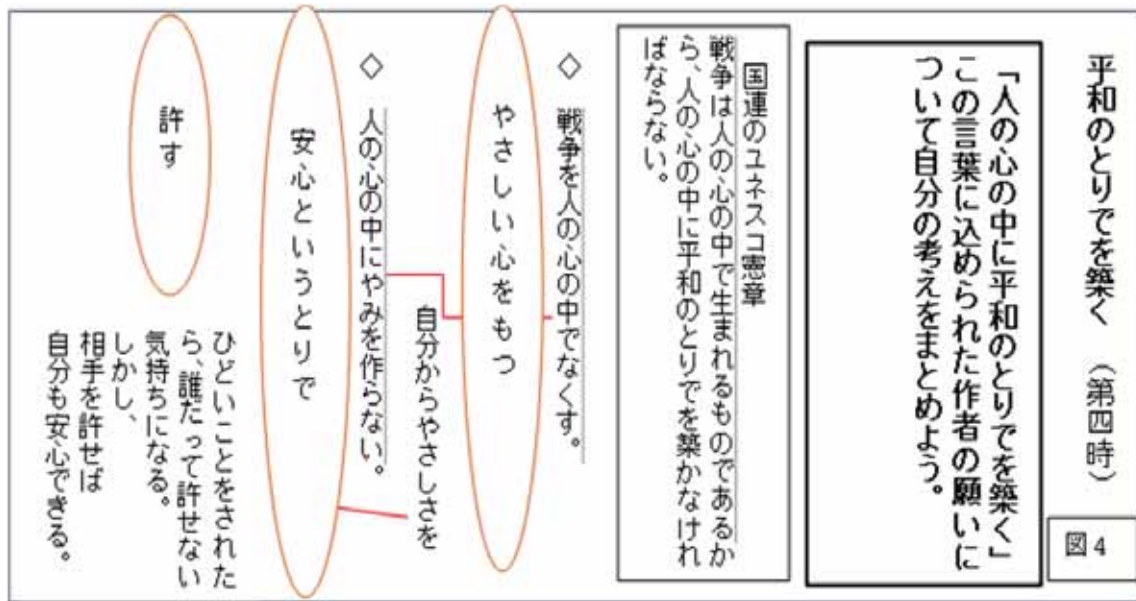 平和のとりでを築く （第四時）
図4
「人の心の中に平和のとりでを築く」
この言葉に込められた作者の願いに
ついて自分の考えをまとめよう。
国連のユネスコ憲章
戦争は人の心の中で生まれるものであるか
ら、人の心の中に平和のとりでを築かなけれ
ばならない。
◇ 戦争を人の心の中でなくす。
やさしい心をもつ
自分からやさしさを
◇ 人の心の中にやみを作らない。
安心というとりで
許す
ひどいことをされた
ら、誰だって許せない
気持ちになる。
しかし、
相手を許せば
自分も安心できる。